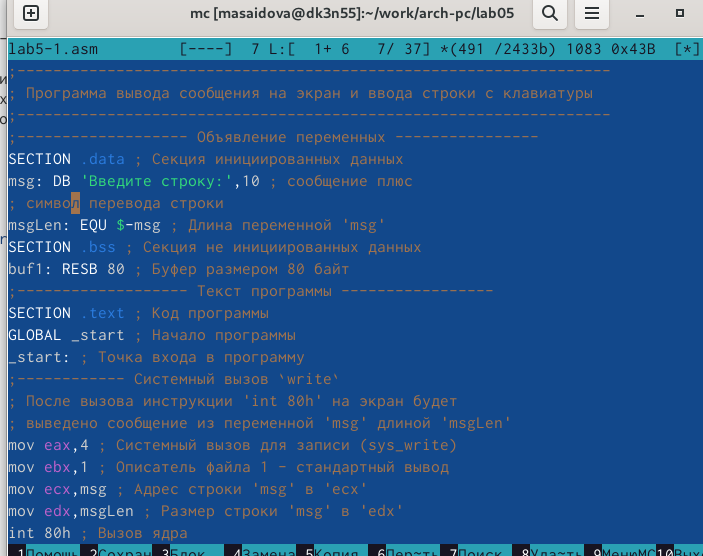 mc [masaidova@dk3n55]:~/work/arch-pc/lab05
lab5-1.asm [----] 7 L:[ 1+ 6 7/ 37] *(491 /2433b) 1083 0x43B [*]
;------------------------------------------------------------------
; Программа вывода сообщения на экран и ввода строки с клавиатуры
;------------------------------------------------------------------
;------------------- Объявление переменных ----------------
SECTION .data ; Секция инициированных данных
msg: DB 'Введите строку:',10 ; сообщение плюс
; символ перевода строки
msgLen: EQU $-msg ; Длина переменной 'msg'
SECTION .bss ; Секция не инициированных данных
buf1: RESB 80 ; Буфер размером 80 байт
;------------------- Текст программы -----------------
SECTION .text ; Код программы
GLOBAL _start ; Начало программы
_start: ; Точка входа в программу
;------------ Системный вызов `write`
; После вызова инструкции 'int 80h' на экран будет
; выведено сообщение из переменной 'msg' длиной 'msgLen'
mov eax,4 ; Системный вызов для записи (sys_write)
mov ebx,1 ; Описатель файла 1 - стандартный вывод
mov ecx,msg ; Адрес строки 'msg' в 'ecx'
mov edx,msgLen ; Размер строки 'msg' в 'edx'
int 80h ; Вызов ядра
1Помощь 2Сохран 3Блок 4Замена 5Копия 6Пер~ть 7Поиск 8Уда~ть 9МенюMC 10Вых